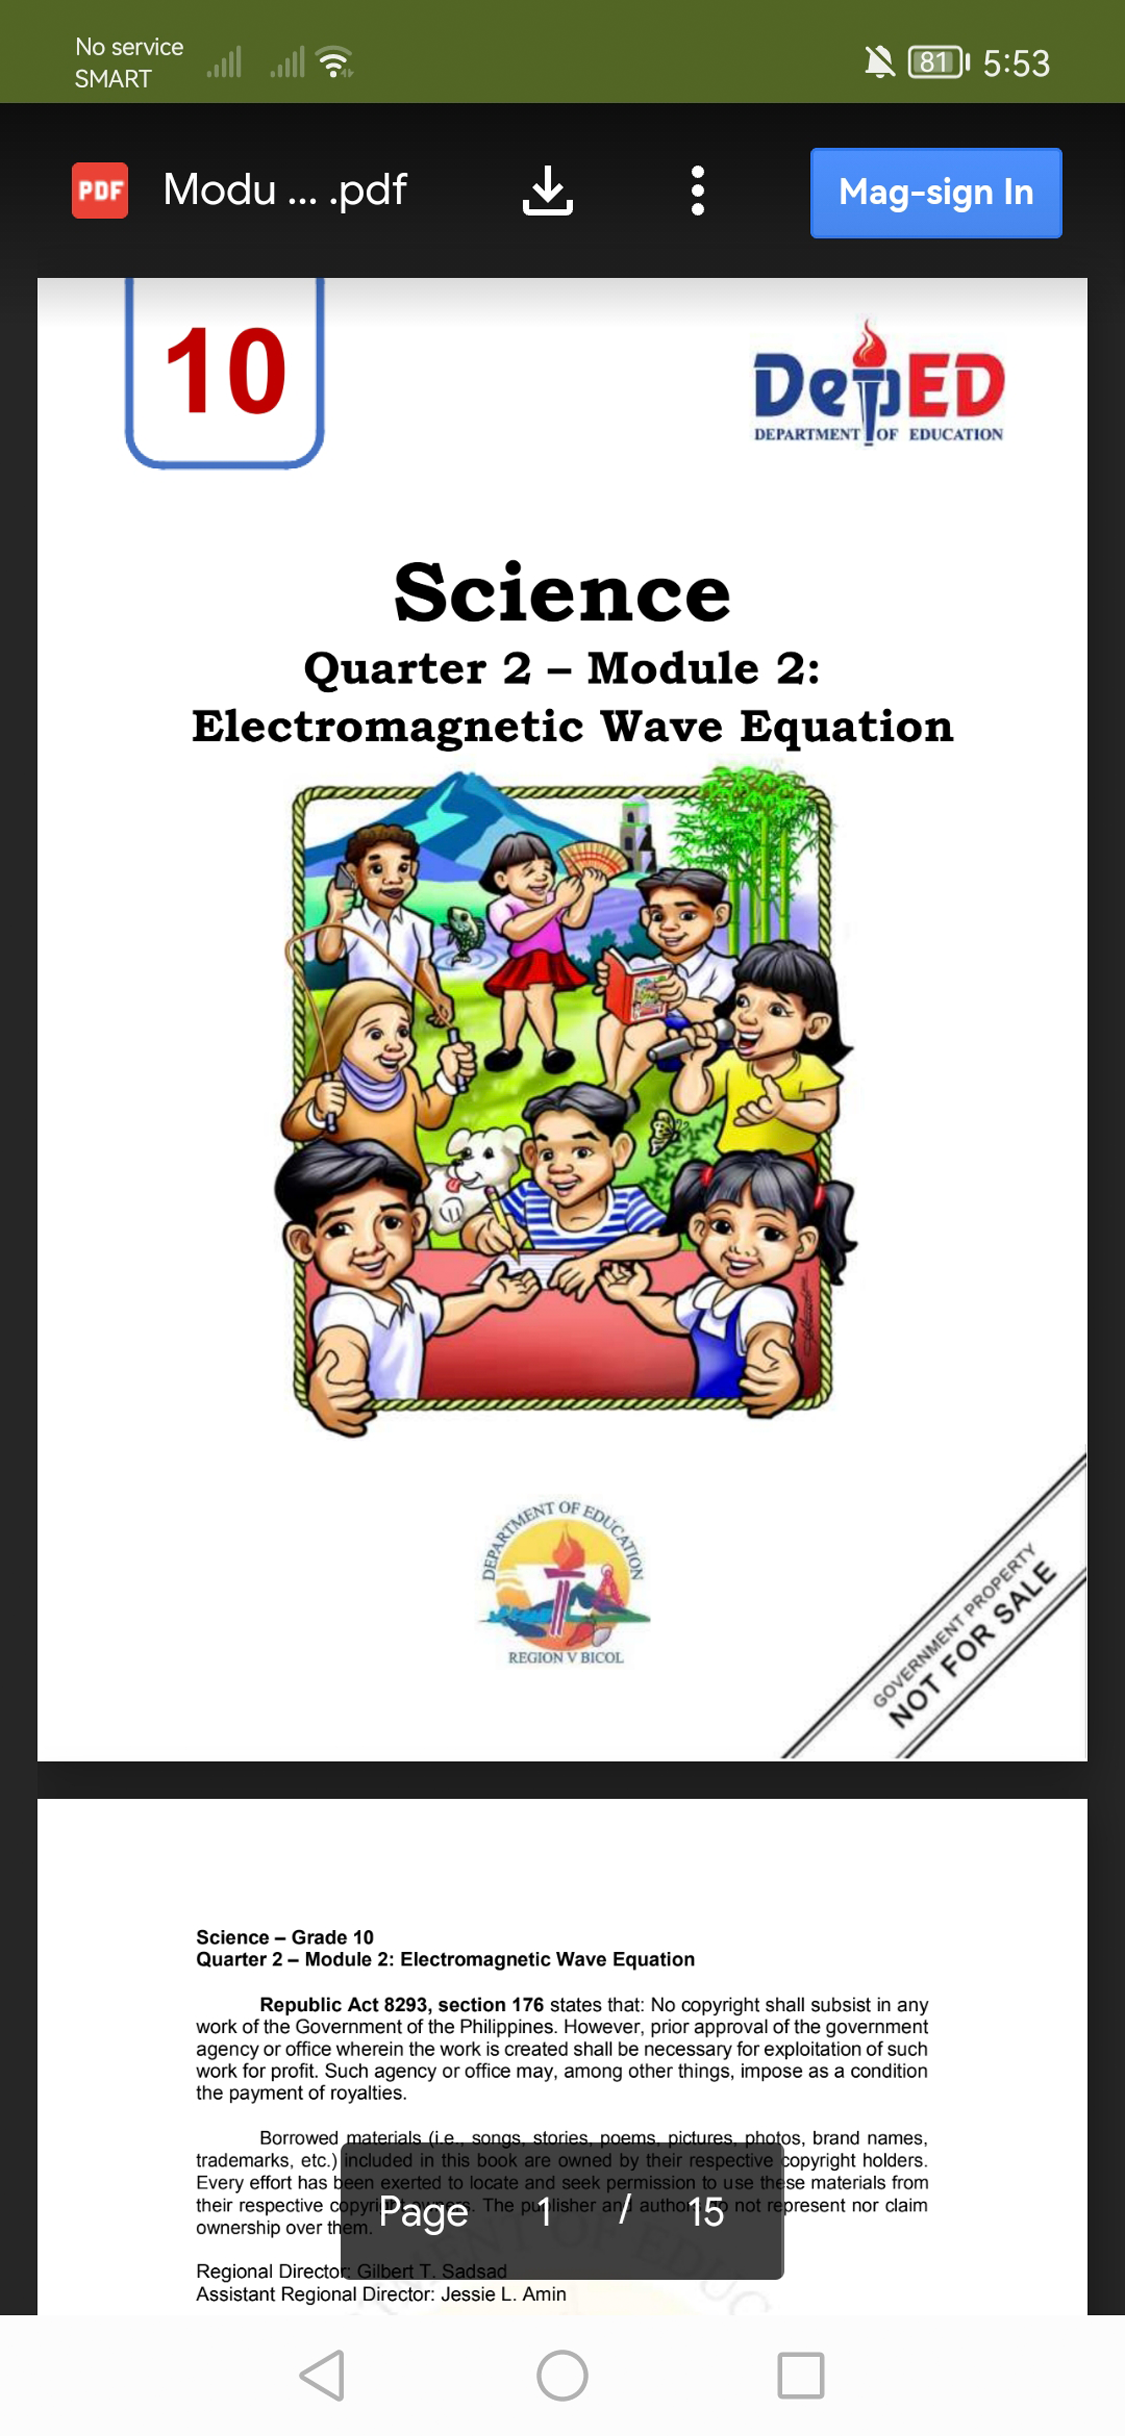 No service
SMART
81
5:53
PDF
Modu ... .pdf
Mag-sign In
10
DepED
DEPARTMENT OF EDUCATION
Science
Quarter 2 – Module 2:
Electromagnetic Wave Equation
DEPARTMENT OF EDUCATION
REGION V BICOL
GOVERNMENT PROPERTY
NOT FOR SALE
Science – Grade 10
Quarter 2 – Module 2: Electromagnetic Wave Equation
Republic Act 8293, section 176 states that: No copyright shall subsist in any
work of the Government of the Philippines. However, prior approval of the government
agency or office wherein the work is created shall be necessary for exploitation of such
work for profit. Such agency or office may, among other things, impose as a condition
the payment of royalties.
Borrowed materials (i.e., songs, stories, poems, pictures, photos, brand names,
trademarks, etc.) included in this book are owned by their respective copyright holders.
Every effort has been exerted to locate and seek permission to use these materials from
their respective copyright owners. The publisher and authors do not represent nor claim
ownership over them.
Page 1 / 15
Regional Director: Gilbert T. Sadsad
Assistant Regional Director: Jessie L. Amin